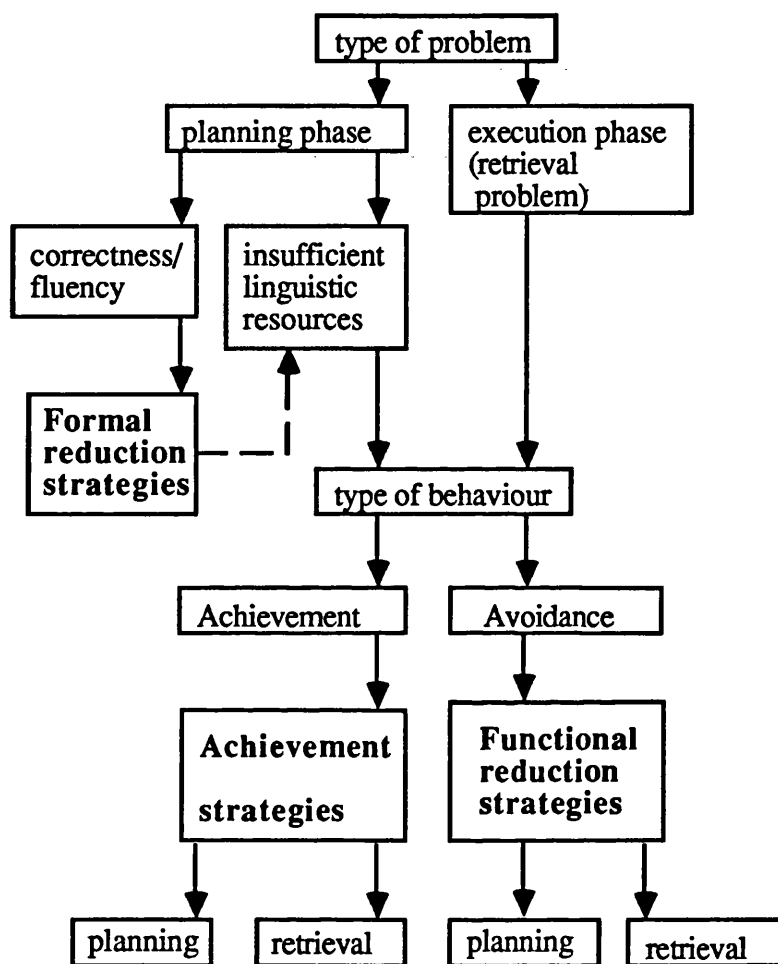 type of problem
planning phase
execution phase
(retrieval
problem)
correctness/
fluency
insufficient
linguistic
resources
Formal
reduction
strategies
type of behaviour
Achievement
Avoidance
Achievement
strategies
Functional
reduction
strategies
planning
retrieval
planning
retrieval